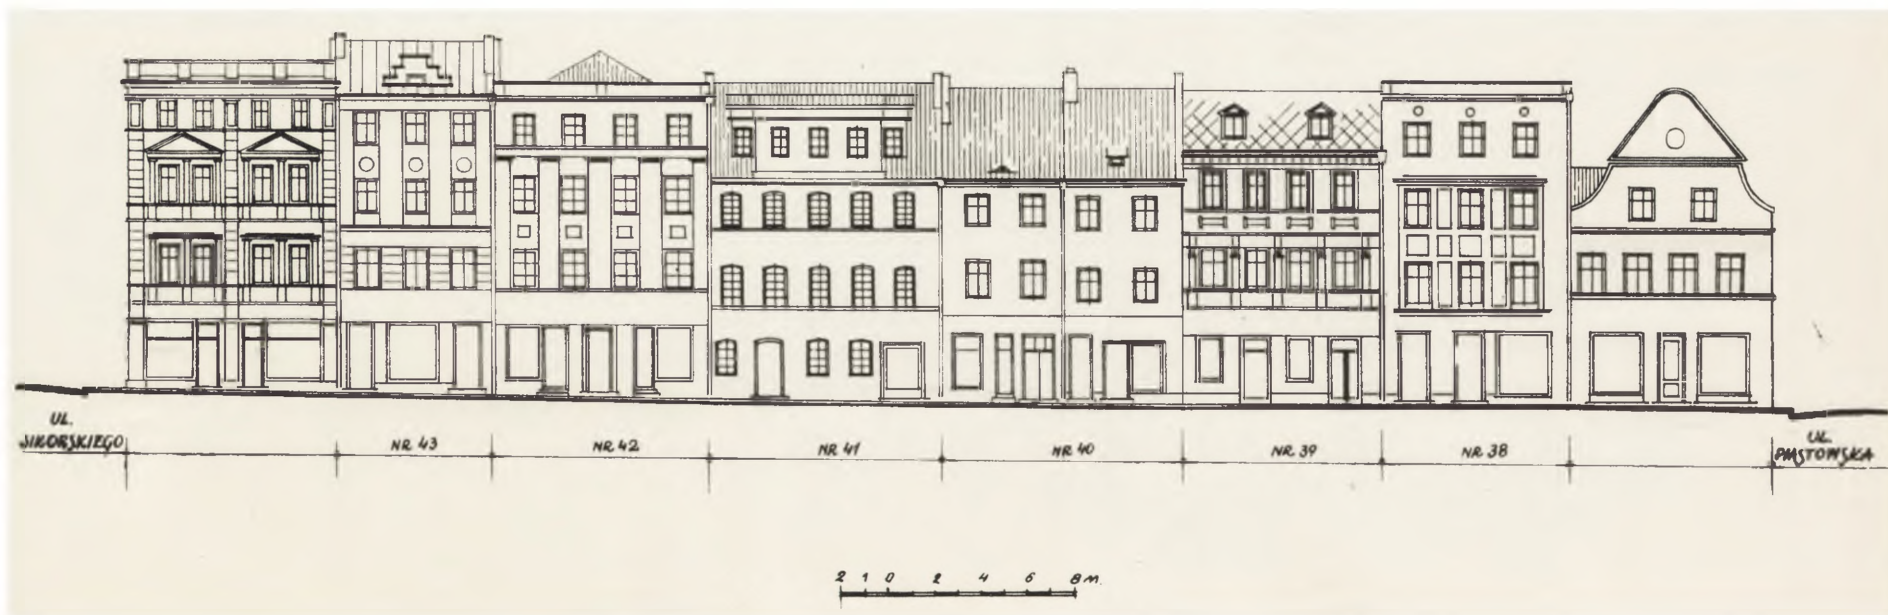 UL.
SIKORSKIEGO
NR 43
NR 42
NR 41
NR 40
NR 39
NR 38
UL.
PIASTOWSKA
2 1 0 2 4 6 8 m.